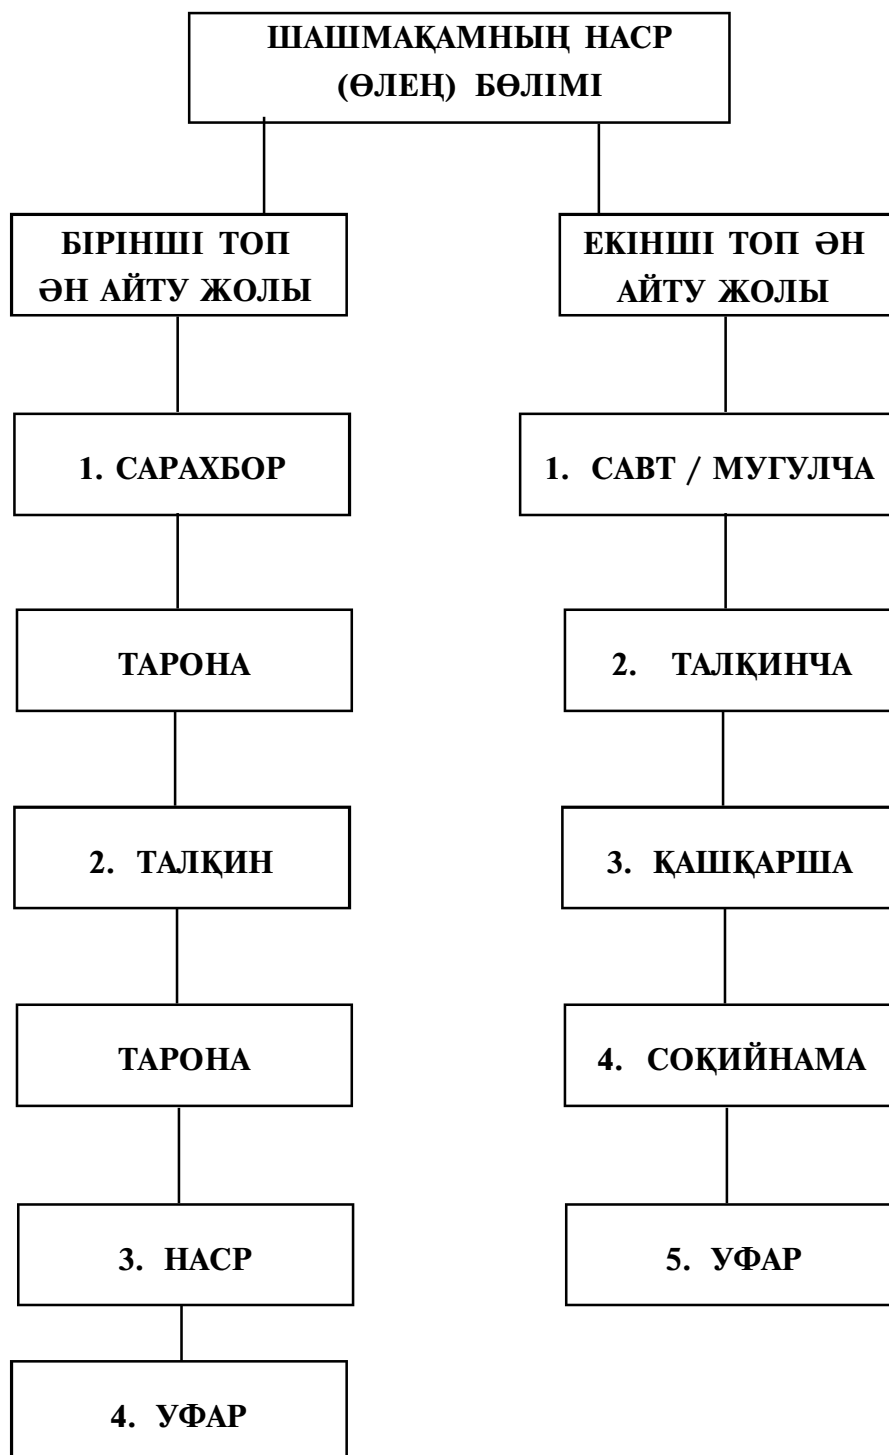 ШАШМАҚАМНЫҢ НАСР
(ӨЛЕҢ) БӨЛІМІ
БІРІНШІ ТОП
ӘН АЙТУ ЖОЛЫ
1. САРАХБОР
ТАРОНА
2. ТАЛҚИН
ТАРОНА
3. НАСР
4. УФАР
ЕКІНШІ ТОП ӘН
АЙТУ ЖОЛЫ
1. САВТ / МУГУЛЧА
2. ТАЛҚИНЧА
3. ҚАШҚАРША
4. СОҚИЙНАМА
5. УФАР